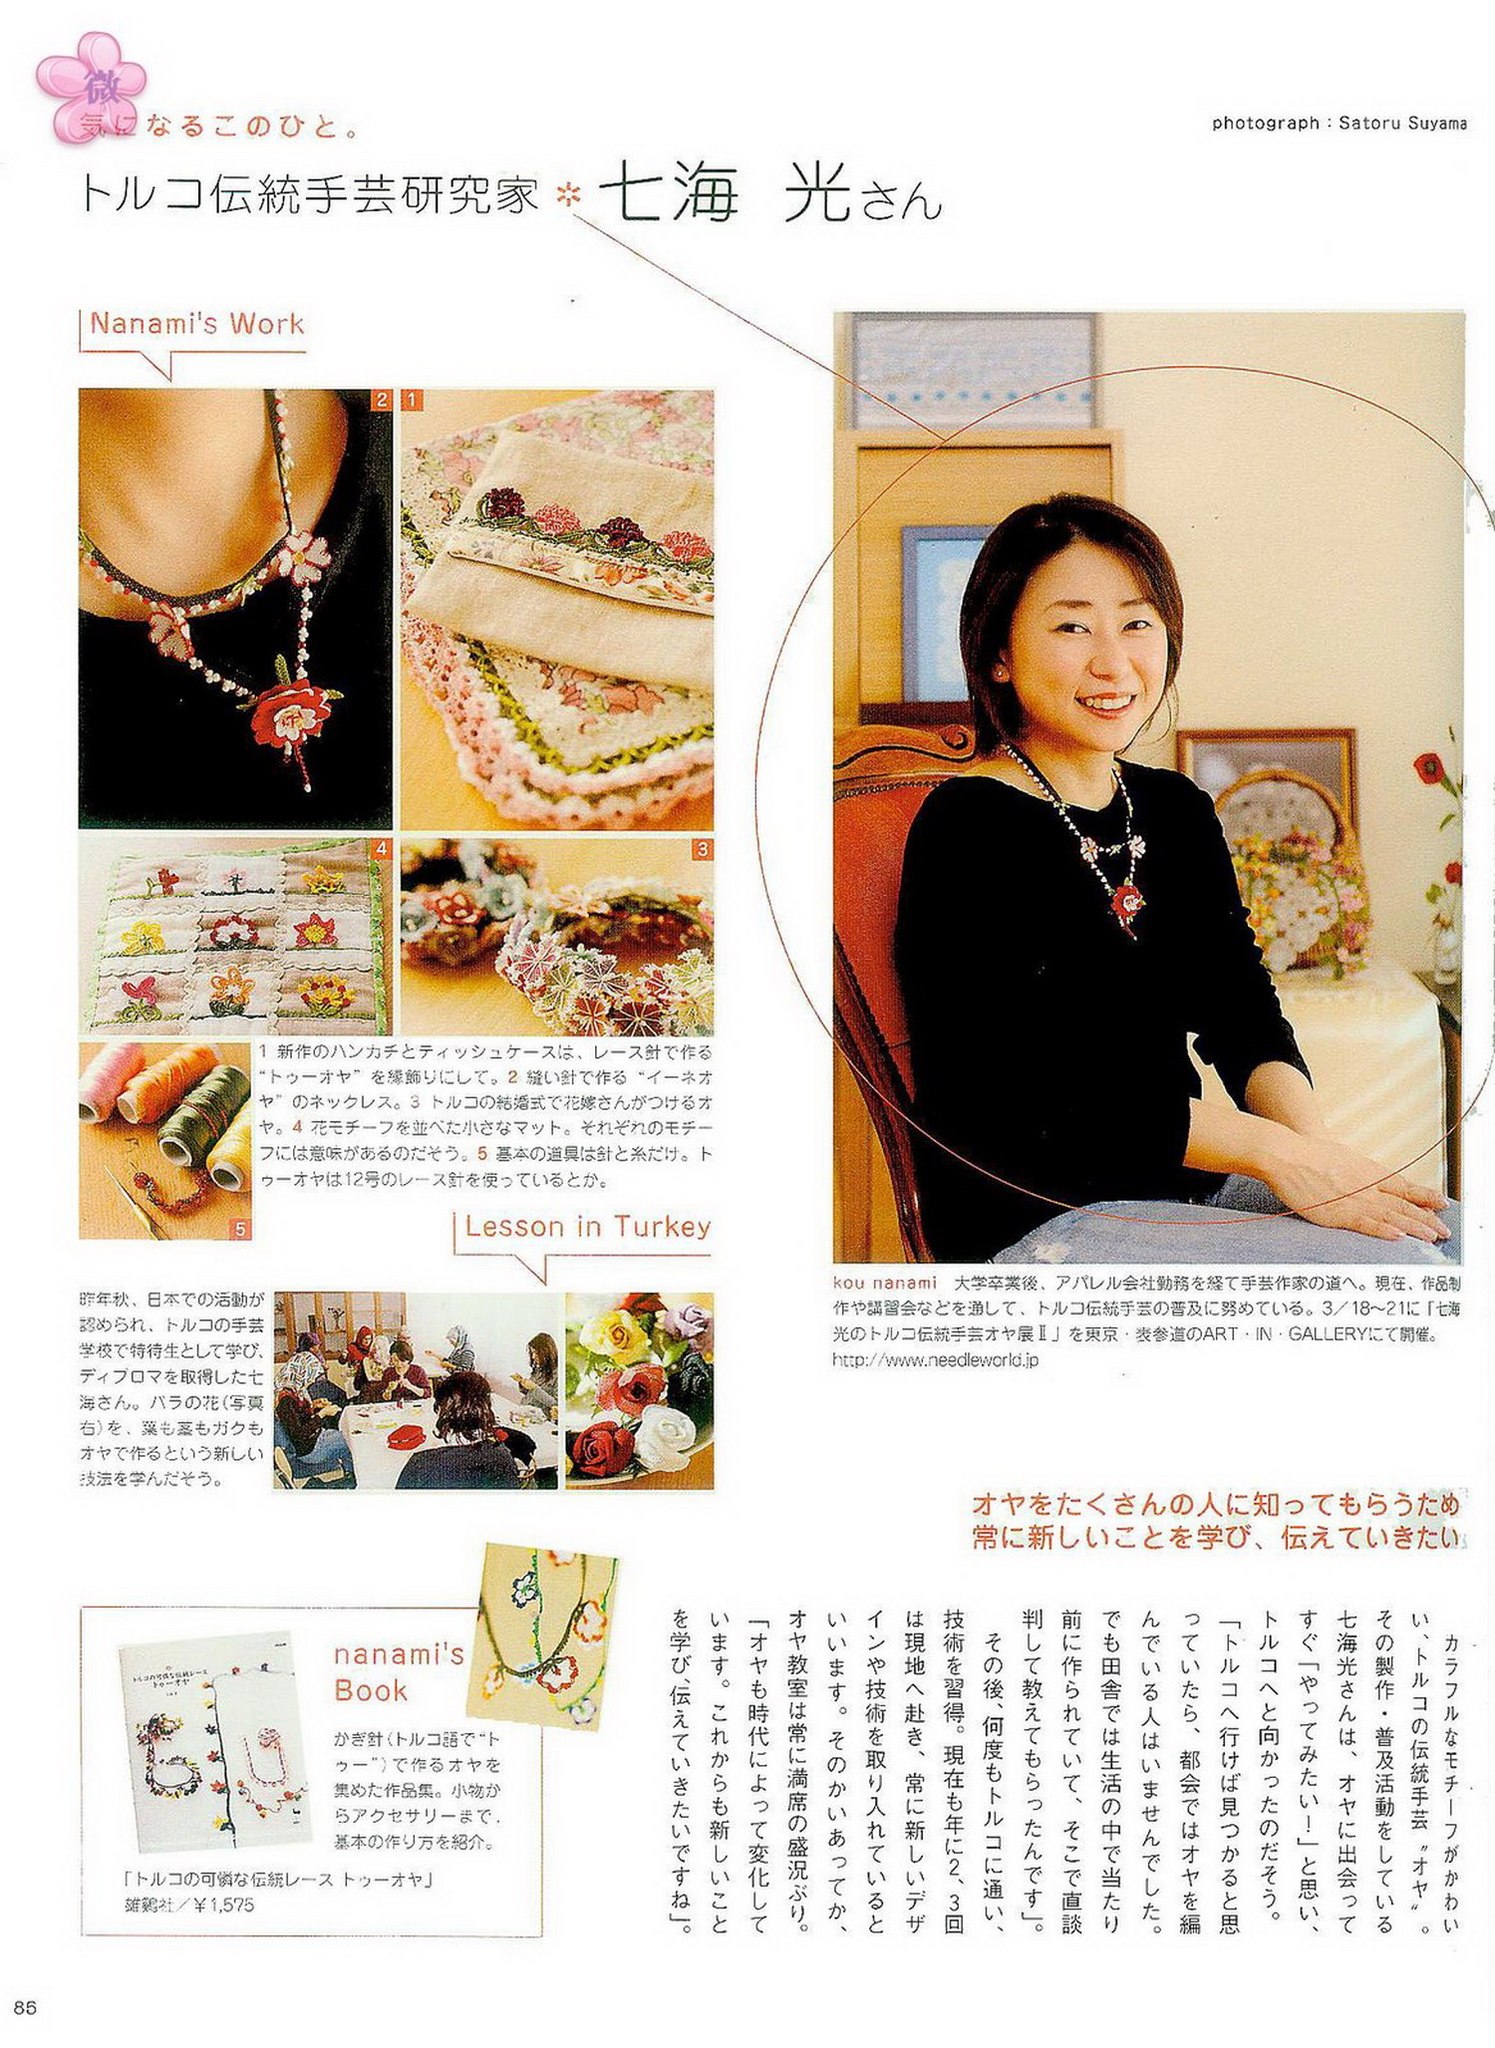 微
気になるこのひと。
photograph : Satoru Suyama
トルコ伝統手芸研究家＊七海 光さん
Nanami's Work
2
1
4
3
5
1 新作のハンカチとティッシュケースは、レース針で作る
“トゥーオヤ”を縁飾りにして。2 縫い針で作る“イーネオ
ヤ”のネックレス。3 トルコの結婚式で花嫁さんがつけるオ
ヤ。4 花モチーフを並べた小さなマット。それぞれのモチー
フには意味があるのだそう。5 基本の道具は針と糸だけ。ト
ゥーオヤは12号のレース針を使っているとか。
kou nanami 大学卒業後、アパレル会社勤務を経て手芸作家の道へ。現在、作品制
作や講習会などを通して、トルコ伝統手芸の普及に努めている。3/18〜21に「七海
光のトルコ伝統手芸オヤ展Ⅱ」を東京・表参道のART・IN・GALLERYにて開催。
http://www.needleworld.jp
Lesson in Turkey
昨年秋、日本での活動が
認められ、トルコの手芸
学校で特待生として学び、
ディプロマを取得した七
海さん。バラの花（写真
右）を、葉も茎もガクも
オヤで作るという新しい
技法を学んだそう。
オヤをたくさんの人に知ってもらうため
常に新しいことを学び、伝えていきたい
カラフルなモチーフがかわい
い、トルコの伝統手芸“オヤ”。
その製作・普及活動をしている
七海光さんは、オヤに出会って
すぐ「やってみたい！」と思い、
トルコへと向かったのだそう。
「トルコへ行けば見つかると思
っていたら、都会ではオヤを編
んでいる人はいませんでした。
でも田舎では生活の中で当たり
前に作られていて、そこで直談
判して教えてもらったんです」。
その後、何度もトルコに通い、
技術を習得。現在も年に2、3回
は現地へ赴き、常に新しいデザ
インや技術を取り入れていると
いいます。そのかいあってか、
オヤ教室は常に満席の盛況ぶり。
「オヤも時代によって変化して
います。これからも新しいこと
を学び、伝えていきたいですね」。
nanami's
Book
トルコの可憐な伝統レース
トゥーオヤ
かぎ針（トルコ語で“ト
ゥー”）で作るオヤを
集めた作品集。小物か
らアクセサリーまで、
基本の作り方を紹介。
「トルコの可憐な伝統レース トゥーオヤ」
雄鶏社／￥1,575
85